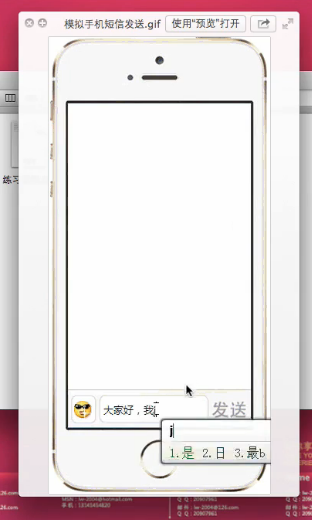 模拟手机短信发送.gif
使用“预览”打开
练习
大家好，我
发送
j
1.是 2.日 3.最b